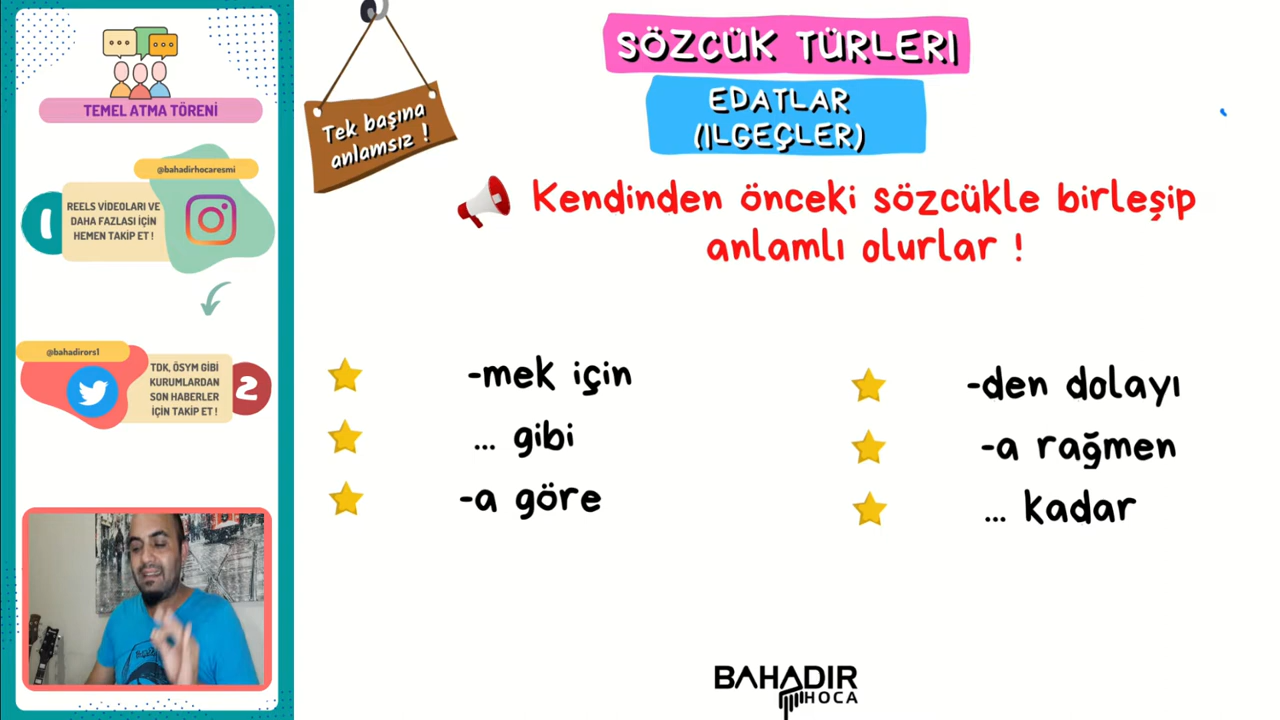 TEMEL ATMA TÖRENİ
@bahadirhocaresmi
1
REELS VİDEOLARI VE
DAHA FAZLASI İÇİN
HEMEN TAKİP ET !
@bahadirors1
TDK, ÖSYM GİBİ
KURUMLARDAN
SON HABERLER
İÇİN TAKİP ET !
2
Tek başına
anlamsız !
SÖZCÜK TÜRLERI
EDATLAR
(ILGEÇLER)
Kendinden önceki sözcükle birleşip
anlamlı olurlar !
-mek için
... gibi
-a göre
-den dolayı
-a rağmen
... kadar
BAHADIR
HOCA